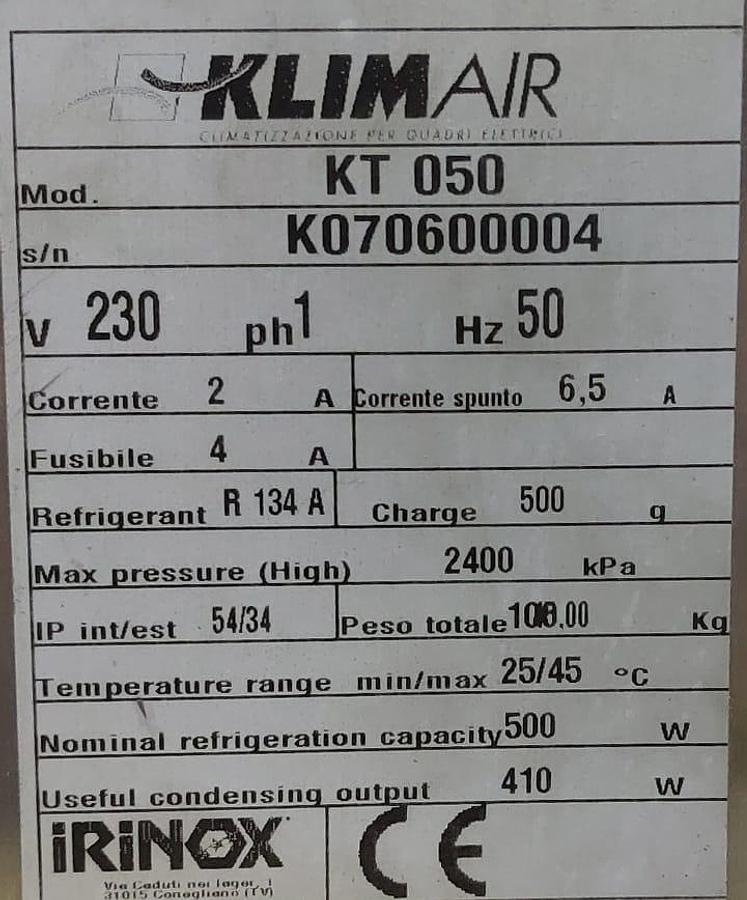 KLIMAIR
CLIMATIZZAZIONE PER QUADRI ELETTRICI
Mod. KT 050
s/n K070600004
V 230 ph 1 Hz 50
Corrente 2 A Corrente spunto 6,5 A
Fusibile 4 A
Refrigerant R 134 A Charge 500 g
Max pressure (High) 2400 kPa
IP int/est 54/34 Peso totale Kg
Temperature range min/max 25/45 °C
Nominal refrigeration capacity 500 W
Useful condensing output 410 W
iRiNOX CE
Via Caduti nei lager, 1
31015 Conegliano (TV)